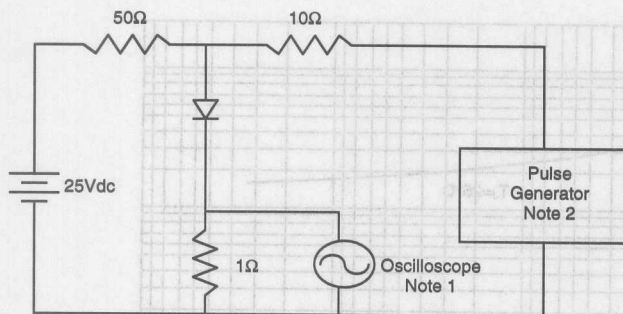 50Ω
10Ω
25Vdc
Pulse
Generator
Note 2
1Ω
Oscilloscope
Note 1